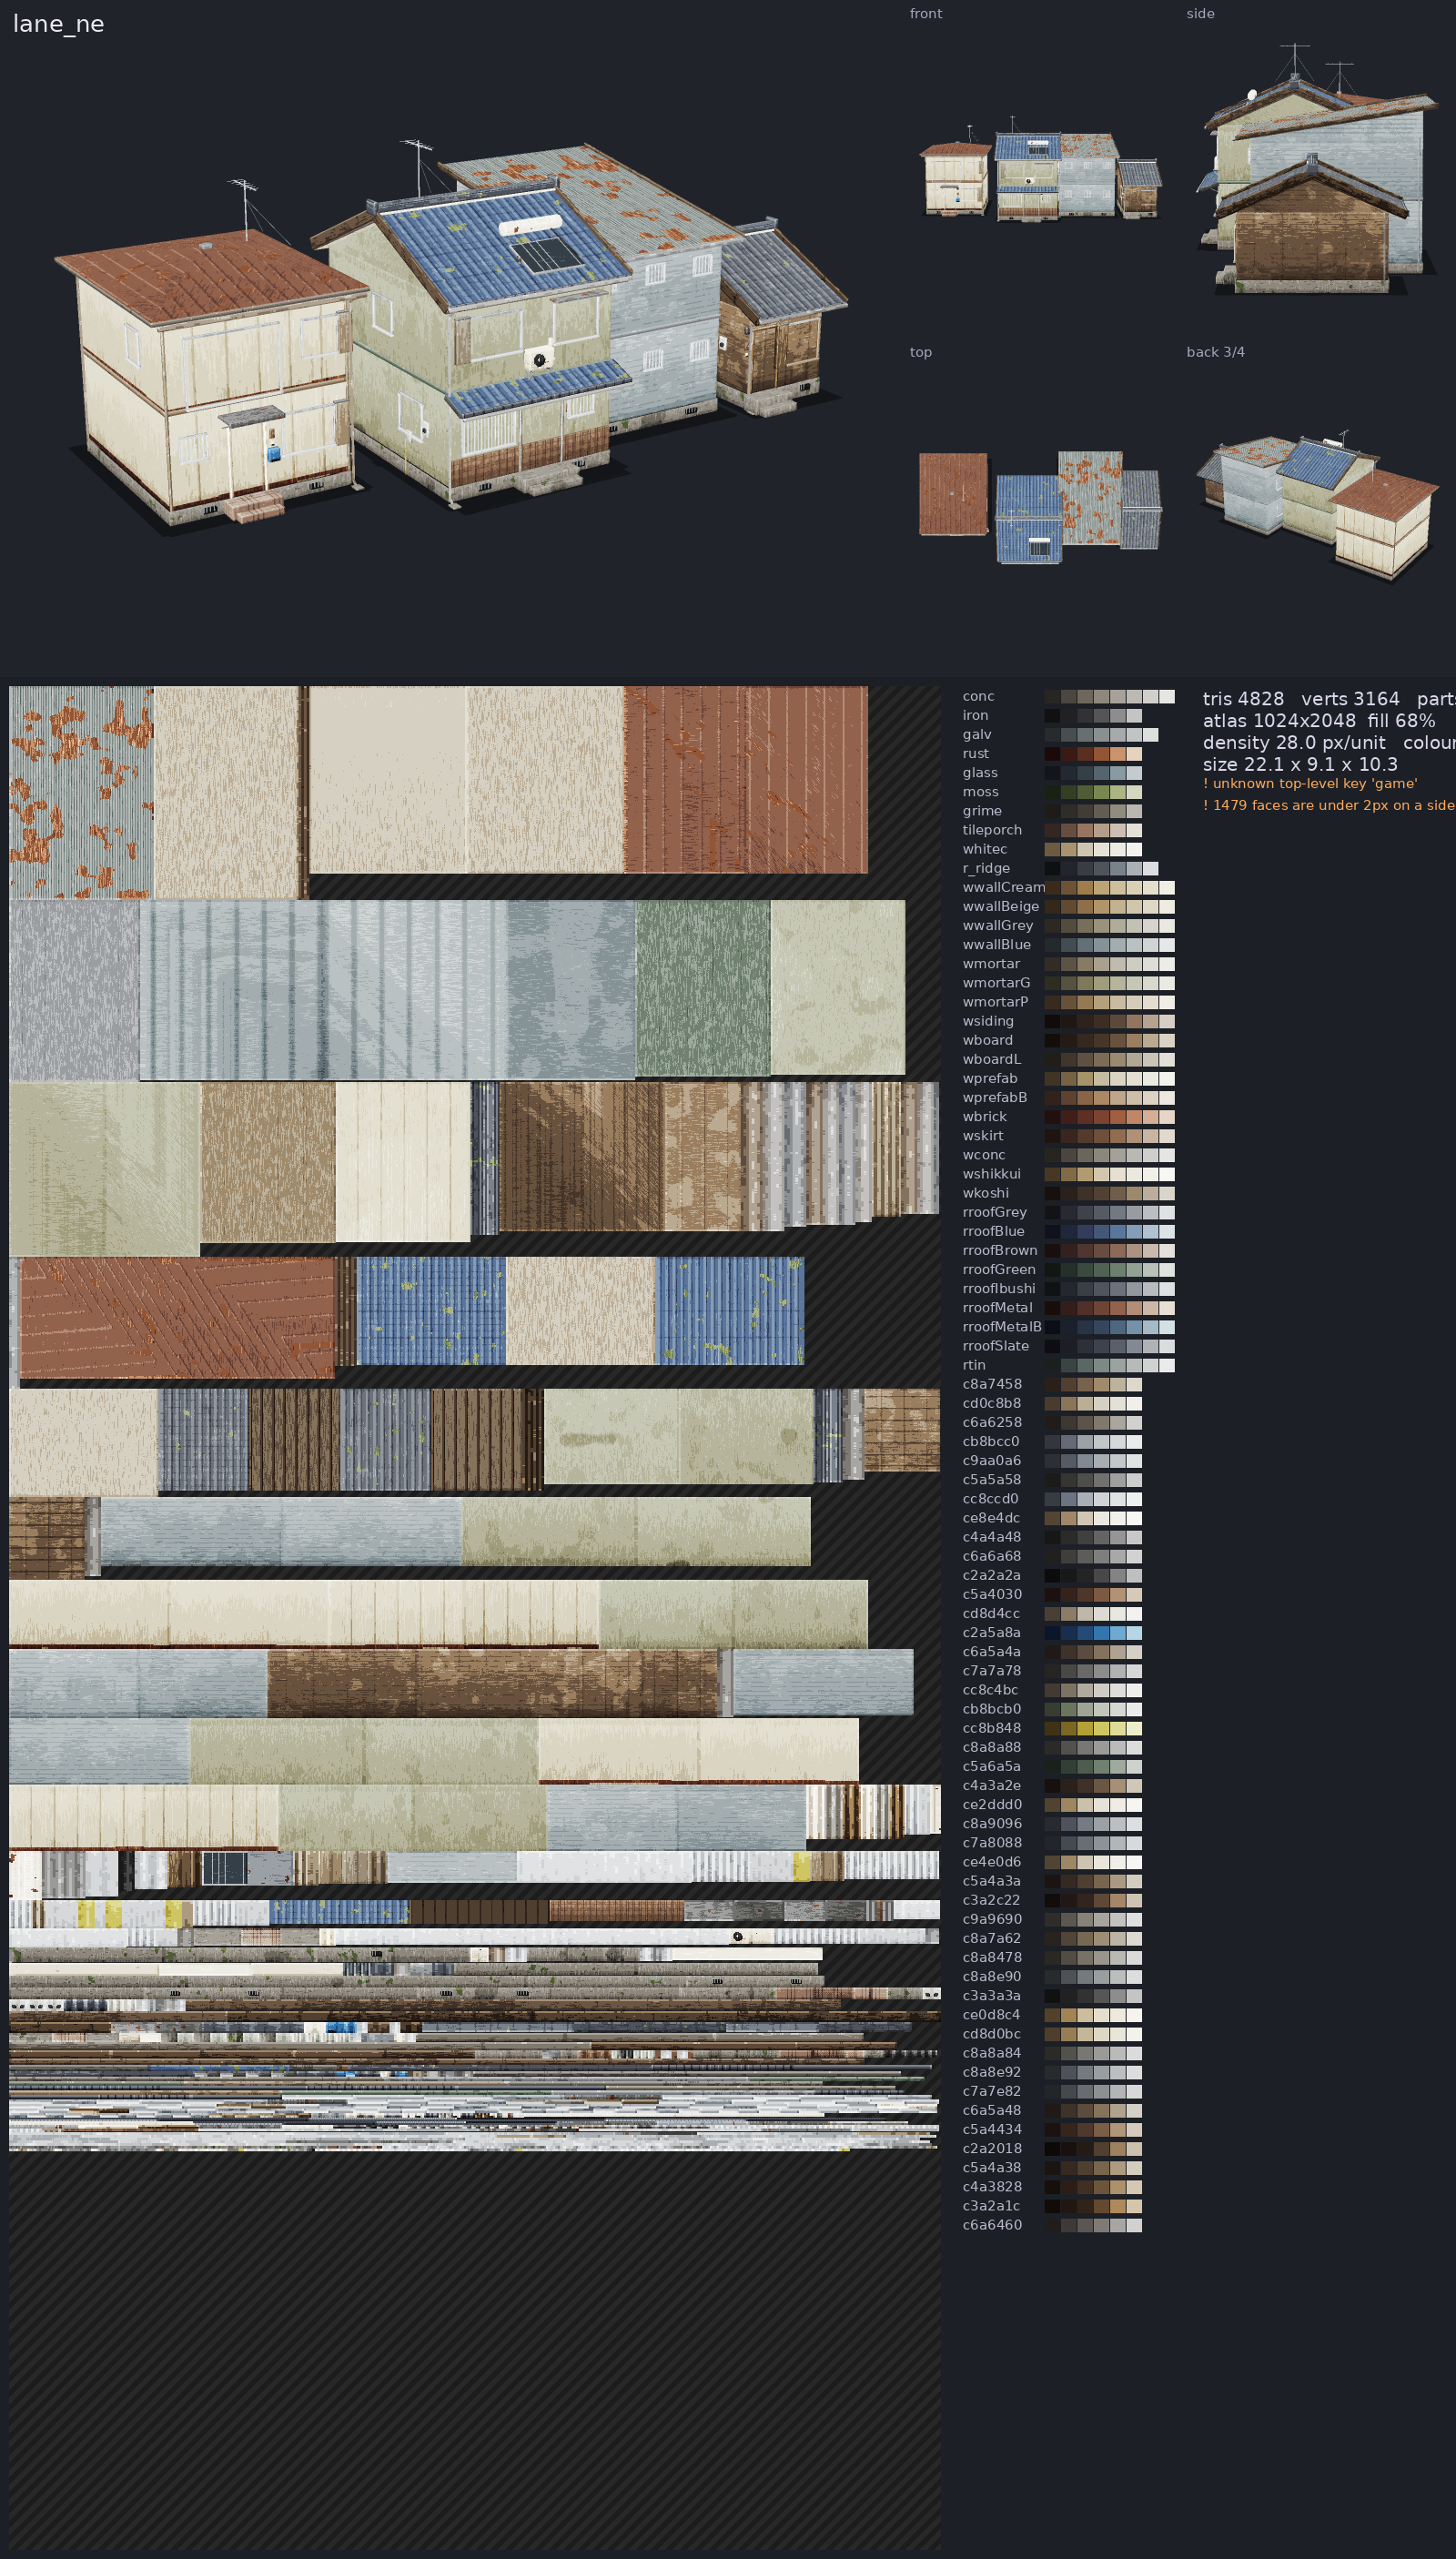 lane_ne
front
side
top
back 3/4
conc
iron
galv
rust
glass
moss
grime
tileporch
whitec
r_ridge
wwallCream
wwallBeige
wwallGrey
wwallBlue
wmortar
wmortarG
wmortarP
wsiding
wboard
wboardL
wprefab
wprefabB
wbrick
wskirt
wconc
wshikkui
wkoshi
rroofGrey
rroofBlue
rroofBrown
rroofGreen
rroofIbushi
rroofMetal
rroofMetalB
rroofSlate
rtin
c8a7458
cd0c8b8
c6a6258
cb8bcc0
c9aa0a6
c5a5a58
cc8ccd0
ce8e4dc
c4a4a48
c6a6a68
c2a2a2a
c5a4030
cd8d4cc
c2a5a8a
c6a5a4a
c7a7a78
cc8c4bc
cb8bcb0
cc8b848
c8a8a88
c5a6a5a
c4a3a2e
ce2ddd0
c8a9096
c7a8088
ce4e0d6
c5a4a3a
c3a2c22
c9a9690
c8a7a62
c8a8478
c8a8e90
c3a3a3a
ce0d8c4
cd8d0bc
c8a8a84
c8a8e92
c7a7e82
c6a5a48
c5a4434
c2a2018
c5a4a38
c4a3828
c3a2a1c
c6a6460
tris 4828 verts 3164 parts
atlas 1024x2048 fill 68%
density 28.0 px/unit colour
size 22.1 x 9.1 x 10.3
! unknown top-level key 'game'
! 1479 faces are under 2px on a side